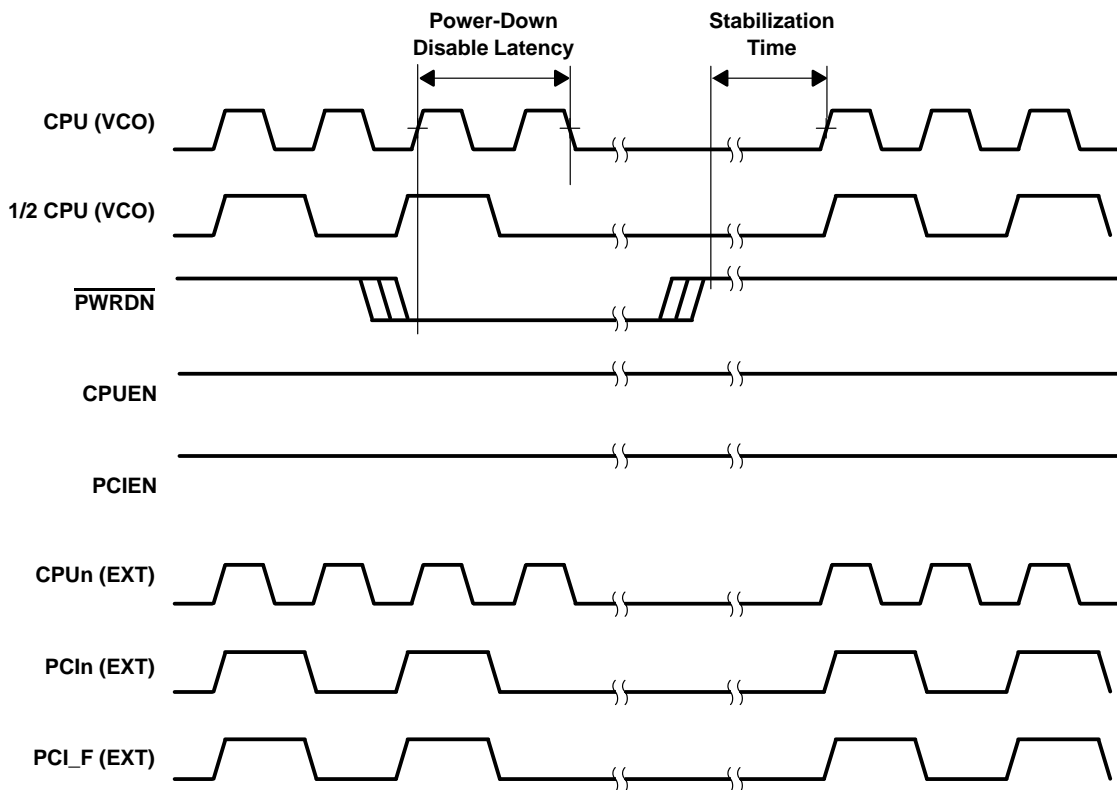 Power-Down
Disable Latency
Stabilization
Time
CPU (VCO)
1/2 CPU (VCO)
PWRDN
CPUEN
PCIEN
CPUn (EXT)
PCIn (EXT)
PCI_F (EXT)